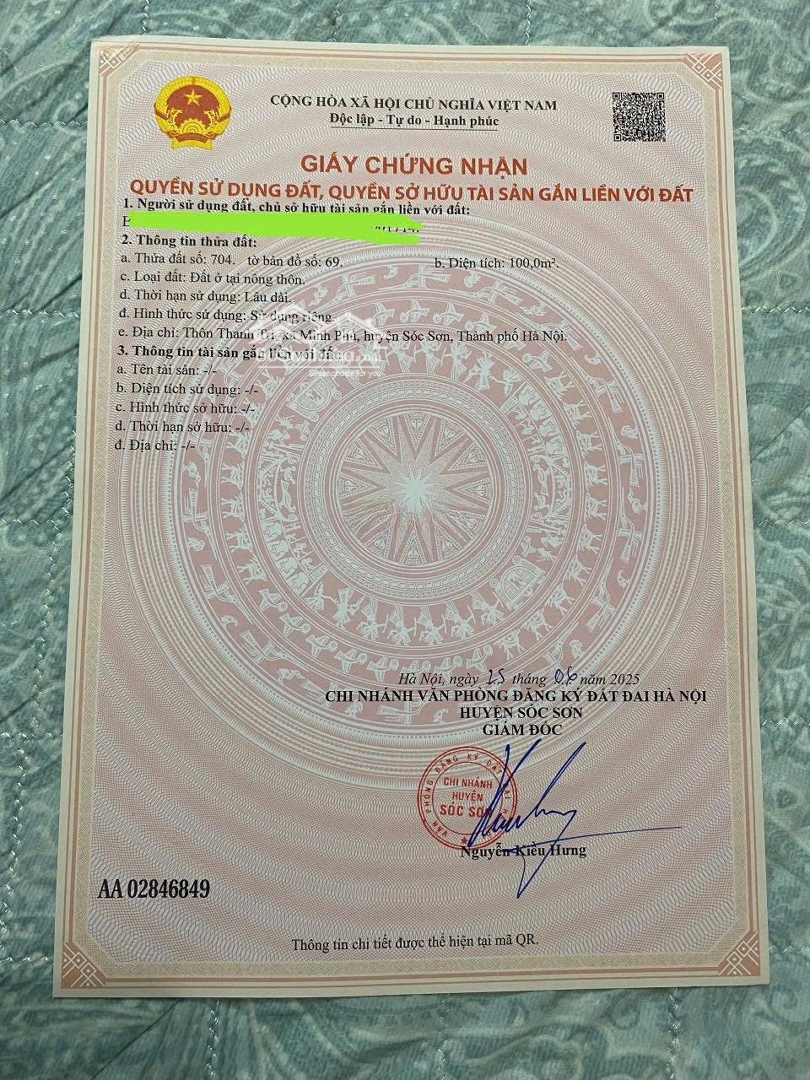 CỘNG HÒA XÃ HỘI CHỦ NGHĨA VIỆT NAM
Độc lập - Tự do - Hạnh phúc
GIẤY CHỨNG NHẬN
QUYỀN SỬ DỤNG ĐẤT, QUYỀN SỞ HỮU TÀI SẢN GẮN LIỀN VỚI ĐẤT
1. Người sử dụng đất, chủ sở hữu tài sản gắn liền với đất:
2. Thông tin thửa đất:
a. Thửa đất số: 704. tờ bản đồ số: 69. b. Diện tích: 100,0m².
c. Loại đất: Đất ở tại nông thôn.
d. Thời hạn sử dụng: Lâu dài.
đ. Hình thức sử dụng: Sử dụng riêng.
e. Địa chỉ: Thôn Thanh Trí, xã Minh Phú, huyện Sóc Sơn, Thành phố Hà Nội.
3. Thông tin tài sản gắn liền với đất:
a. Tên tài sản: -/-
b. Diện tích sử dụng: -/-
c. Hình thức sở hữu: -/-
d. Thời hạn sở hữu: -/-
đ. Địa chỉ: -/-
Hà Nội, ngày 25 tháng 06 năm 2025
CHI NHÁNH VĂN PHÒNG ĐĂNG KÝ ĐẤT ĐAI HÀ NỘI
HUYỆN SÓC SƠN
GIÁM ĐỐC
VĂN PHÒNG ĐĂNG KÝ ĐẤT
CHI NHÁNH
HUYỆN
SÓC SƠN
Nguyễn Kiều Hưng
AA 02846849
Thông tin chi tiết được thể hiện tại mã QR.